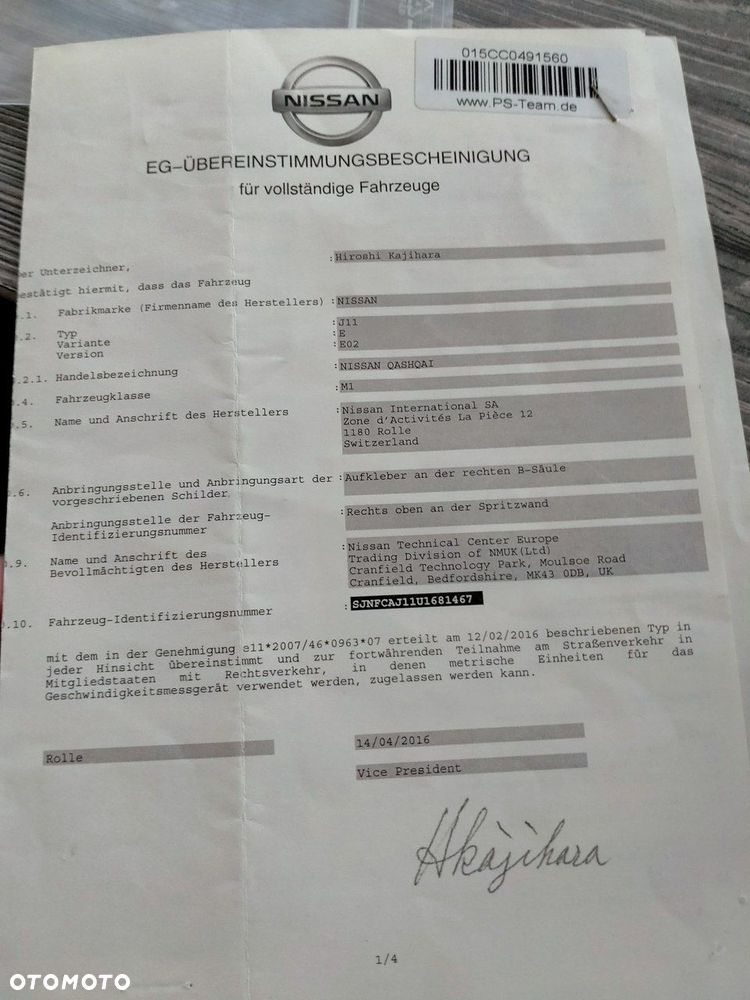 015CC0491560
www.PS-Team.de
NISSAN
EG-ÜBEREINSTIMMUNGSBESCHEINIGUNG
für vollständige Fahrzeuge
er Unterzeichner, :Hiroshi Kajihara
estätigt hiermit, dass das Fahrzeug
.1. Fabrikmarke (Firmenname des Herstellers) :NISSAN
.2. Typ :J11
Variante :E
Version :E02
.2.1. Handelsbezeichnung :NISSAN QASHQAI
.4. Fahrzeugklasse :M1
.5. Name und Anschrift des Herstellers :Nissan International SA
Zone d'Activités La Pièce 12
1180 Rolle
Switzerland
.6. Anbringungsstelle und Anbringungsart der :Aufkleber an der rechten B-Säule
vorgeschriebenen Schilder
Anbringungsstelle der Fahrzeug- :Rechts oben an der Spritzwand
Identifizierungsnummer
.9. Name und Anschrift des :Nissan Technical Center Europe
Bevollmächtigten des Herstellers Trading Division of NMUK(Ltd)
Cranfield Technology Park, Moulsoe Road
Cranfield, Bedfordshire, MK43 0DB, UK
.10. Fahrzeug-Identifizierungsnummer :SJNFCAJ11U1681467
mit dem in der Genehmigung e11*2007/46*0963*07 erteilt am 12/02/2016 beschriebenen Typ in
jeder Hinsicht übereinstimmt und zur fortwährenden Teilnahme am Straßenverkehr in
Mitgliedstaaten mit Rechtsverkehr, in denen metrische Einheiten für das
Geschwindigkeitsmessgerät verwendet werden, zugelassen werden kann.
Rolle 14/04/2016
Vice President
HKajihara
1/4
OTOMOTO